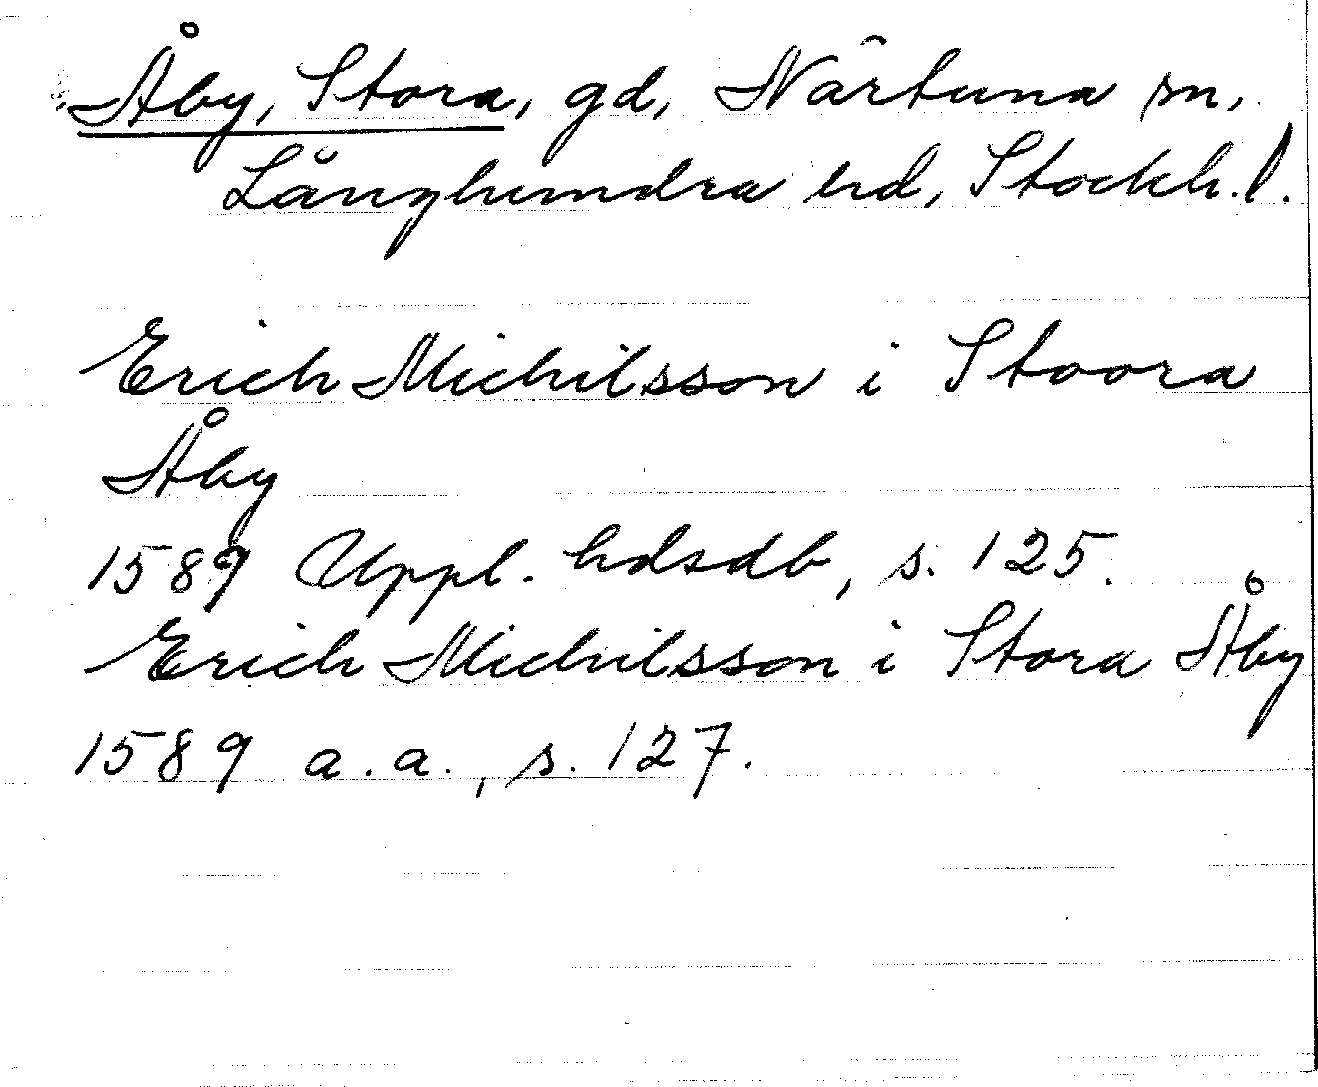 Åby, Stora, gd, Närtuna sn,
Långhundra hd, Stockh. l.
Erich Michilsson i Stoora
Åby
1589 Uppl. hdsdb, s. 125.
Erich Michilsson i Stora Åby
1589 a.a., s. 127.